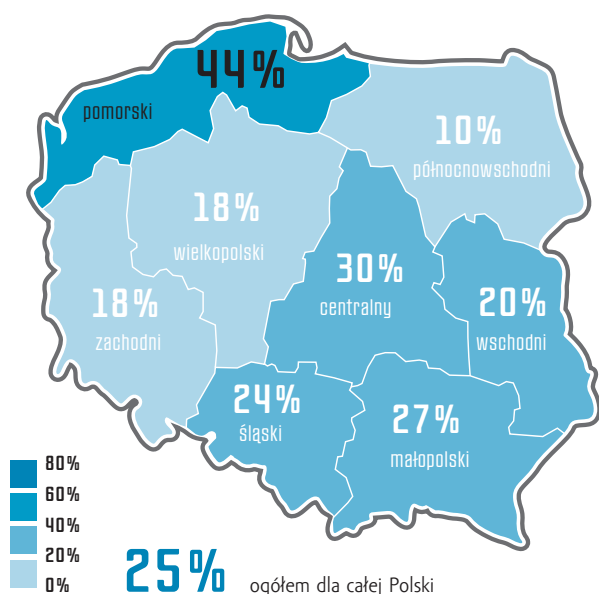 44%
pomorski
10%
północnowschodni
18%
wielkopolski
30%
centralny
20%
wschodni
18%
zachodni
24%
śląski
27%
małopolski
80%
60%
40%
20%
0%
25% ogółem dla całej Polski